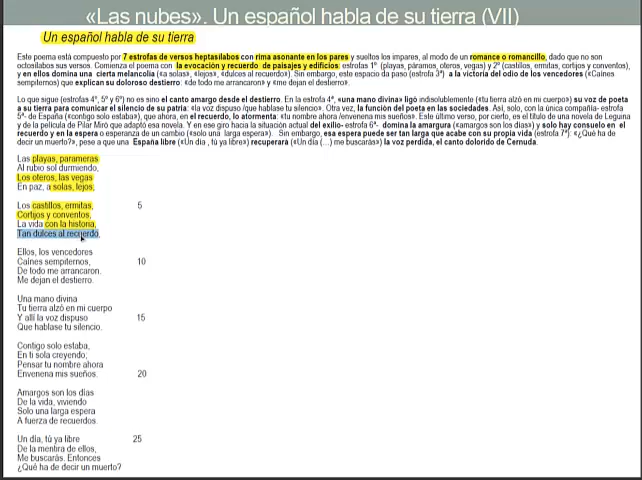 «Las nubes». Un español habla de su tierra (VII)
Un español habla de su tierra
Este poema está compuesto por 7 estrofas de versos heptasílabos con rima asonante en los pares y sueltos los impares, al modo de un romance o romancillo, dado que no son
octosílabos sus versos. Comienza el poema con la evocación y recuerdo de paisajes y edificios: estrofas 1º (playas, páramos, oteros, vegas) y 2º (castillos, ermitas, cortijos y conventos),
y en ellos domina una cierta melancolía («a solas», «lejos», «dulces al recuerdo»). Sin embargo, este espacio da paso (estrofa 3ª) a la victoria del odio de los vencedores («Caínes
sempiternos) que explican su doloroso destierro: «de todo me arrancaron» y «me dejan el destierro».
Lo que sigue (estrofas 4ª, 5ª y 6ª) no es sino el canto amargo desde el destierro. En la estrofa 4ª, «una mano divina» ligó indisolublemente («tu tierra alzó en mi cuerpo») su voz de poeta
a su tierra para comunicar el silencio de su patria: «la voz dispuso /que hablase tu silencio». Otra vez, la función del poeta en las sociedades. Así, solo, con la única compañía- estrofa
5ª- de España («contigo solo estaba»), que ahora, en el recuerdo, lo atormenta: «tu nombre ahora /envenena mis sueños». Este último verso, por cierto, es el título de una novela de Leguina
y de la película de Pilar Miró que adaptó esa novela. Y en ese giro hacia la situación actual del exilio- estrofa 6ª- domina la amargura («amargos son los días») y solo hay consuelo en el
recuerdo y en la espera o esperanza de un cambio («solo una larga espera»). Sin embargo, esa espera puede ser tan larga que acabe con su propia vida (estrofa 7ª): «¿Qué ha de
decir un muerto?», pese a que una España libre («Un día , tú ya libre») recuperará («Un día (…) me buscarás») la voz perdida, el canto dolorido de Cernuda.
Las playas, parameras
Al rubio sol durmiendo,
Los oteros, las vegas
En paz, a solas, lejos;
Los castillos, ermitas, 5
Cortijos y conventos,
La vida con la historia,
Tan dulces al recuerdo,
Ellos, los vencedores
Caínes sempiternos, 10
De todo me arrancaron.
Me dejan el destierro.
Una mano divina
Tu tierra alzó en mi cuerpo
Y allí la voz dispuso 15
Que hablase tu silencio.
Contigo solo estaba,
En ti sola creyendo;
Pensar tu nombre ahora
Envenena mis sueños. 20
Amargos son los días
De la vida, viviendo
Solo una larga espera
A fuerza de recuerdos.
Un día, tú ya libre 25
De la mentira de ellos,
Me buscarás. Entonces
¿Qué ha de decir un muerto?